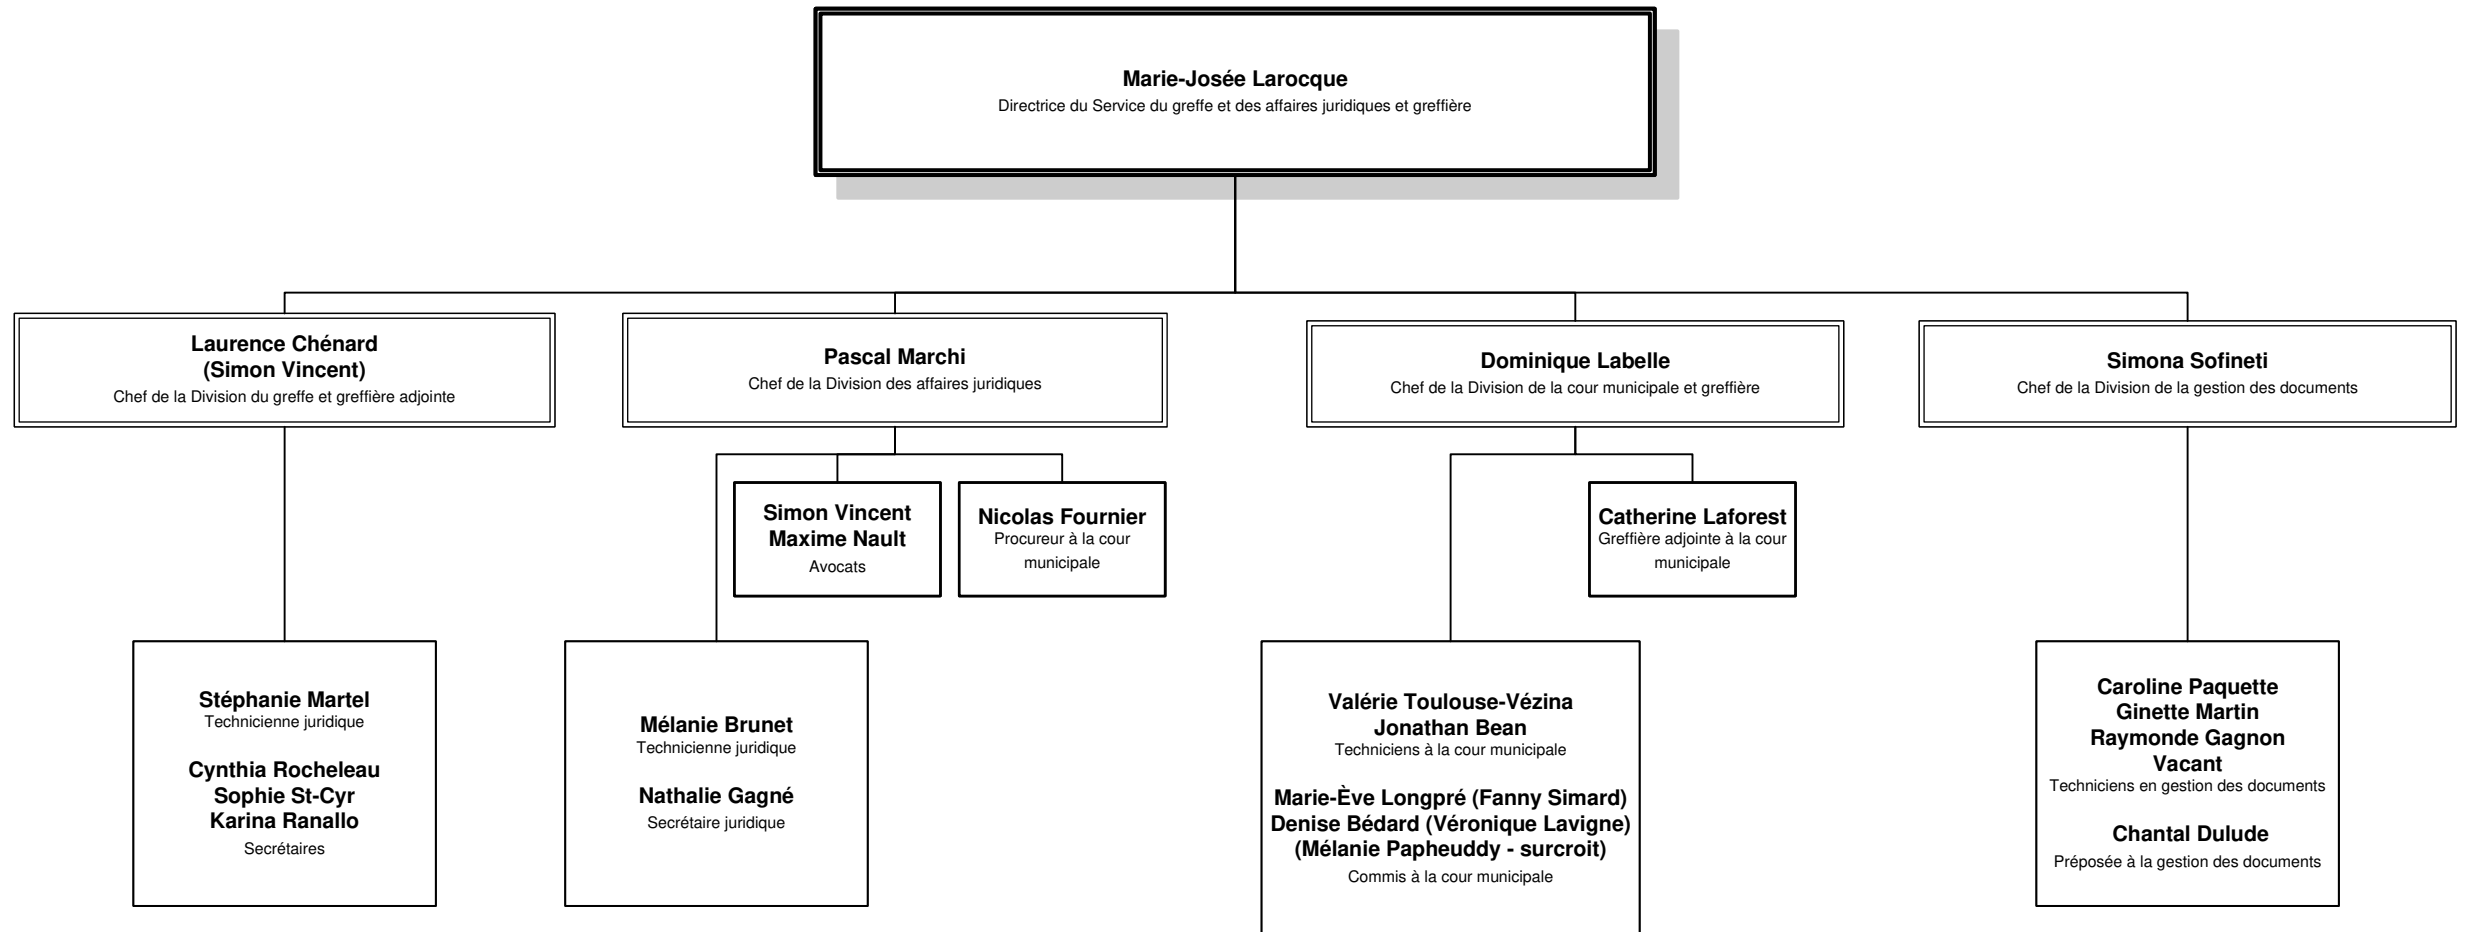 Marie-Josée Larocque
Directrice du Service du greffe et des affaires juridiques et greffière
Laurence Chénard
(Simon Vincent)
Chef de la Division du greffe et greffière adjointe
Pascal Marchi
Chef de la Division des affaires juridiques
Dominique Labelle
Chef de la Division de la cour municipale et greffière
Simona Sofineti
Chef de la Division de la gestion des documents
Simon Vincent
Maxime Nault
Avocats
Nicolas Fournier
Procureur à la cour
municipale
Catherine Laforest
Greffière adjointe à la cour
municipale
Stéphanie Martel
Technicienne juridique
Cynthia Rocheleau
Sophie St-Cyr
Karina Ranallo
Secrétaires
Mélanie Brunet
Technicienne juridique
Nathalie Gagné
Secrétaire juridique
Valérie Toulouse-Vézina
Jonathan Bean
Techniciens à la cour municipale
Marie-Ève Longpré (Fanny Simard)
Denise Bédard (Véronique Lavigne)
(Mélanie Papheuddy - surcroit)
Commis à la cour municipale
Caroline Paquette
Ginette Martin
Raymonde Gagnon
Vacant
Techniciens en gestion des documents
Chantal Dulude
Préposée à la gestion des documents